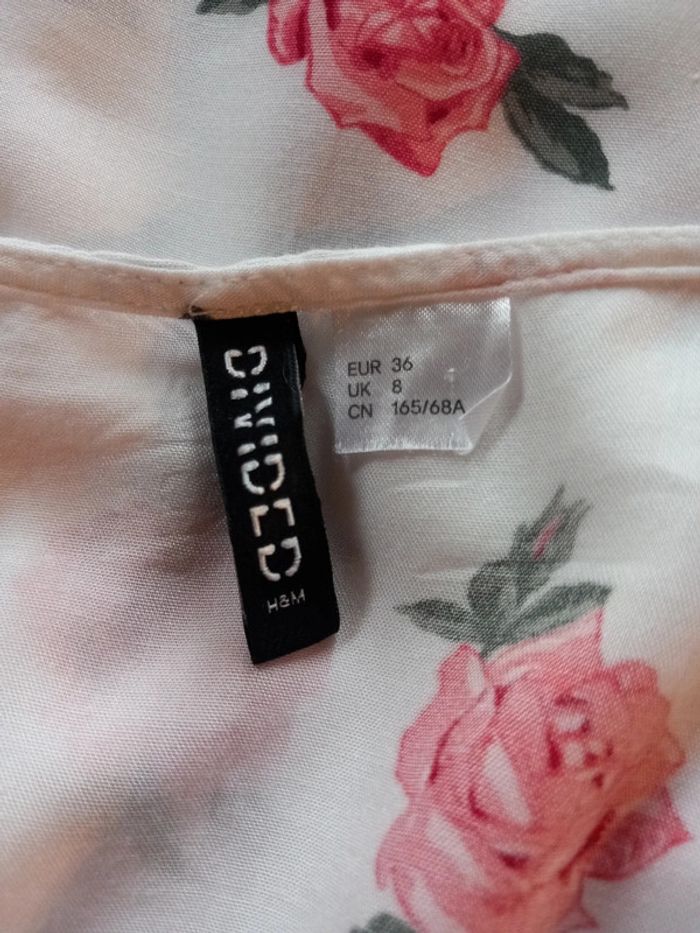 DIVIDED
H&M
EUR 36
UK 8
CN 165/68A